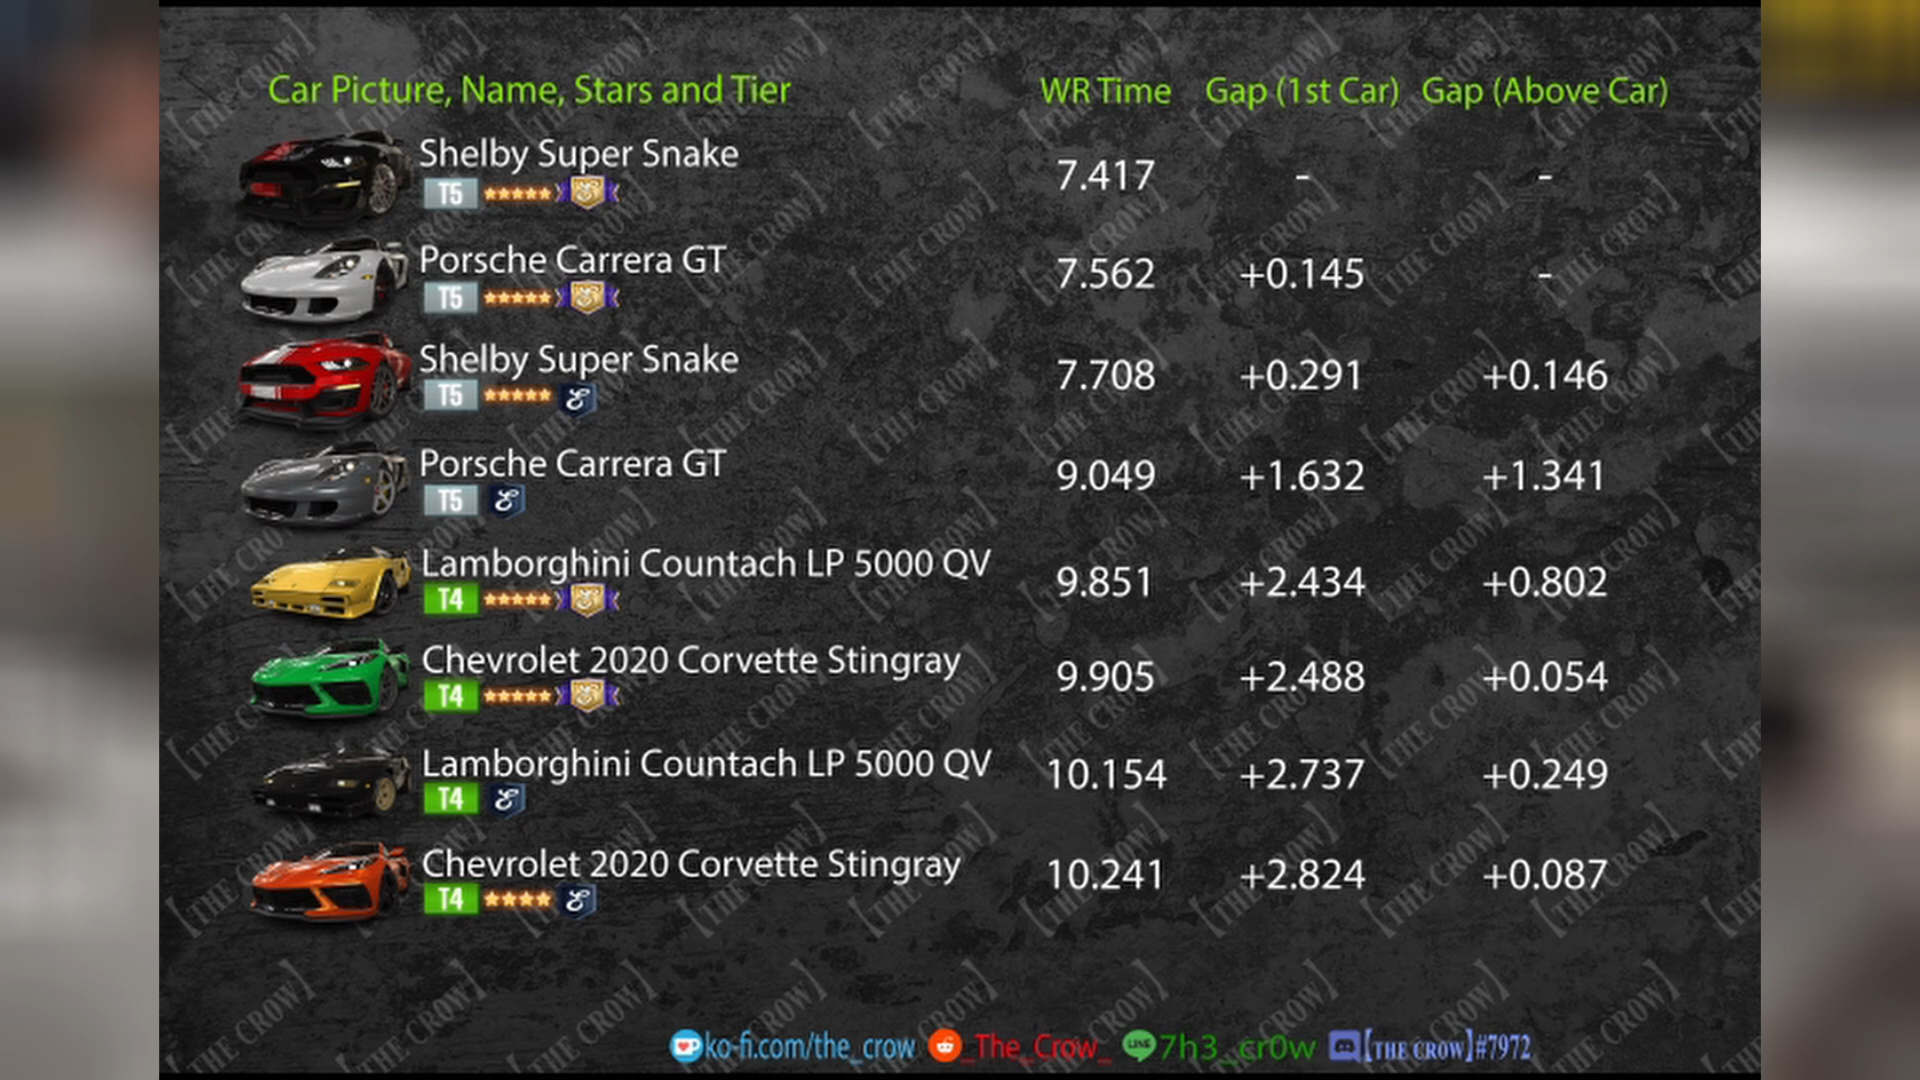 Car Picture, Name, Stars and Tier WR Time Gap (1st Car) Gap (Above Car)
Shelby Super Snake
T5
7.417 - -
Porsche Carrera GT
T5
7.562 +0.145 -
Shelby Super Snake
T5
7.708 +0.291 +0.146
Porsche Carrera GT
T5
9.049 +1.632 +1.341
Lamborghini Countach LP 5000 QV
T4
9.851 +2.434 +0.802
Chevrolet 2020 Corvette Stingray
T4
9.905 +2.488 +0.054
Lamborghini Countach LP 5000 QV
T4
10.154 +2.737 +0.249
Chevrolet 2020 Corvette Stingray
T4
10.241 +2.824 +0.087
ko-fi.com/the_crow _The_Crow_ LINE 7h3_cr0w 【THE CROW】#7972
【THE CROW】